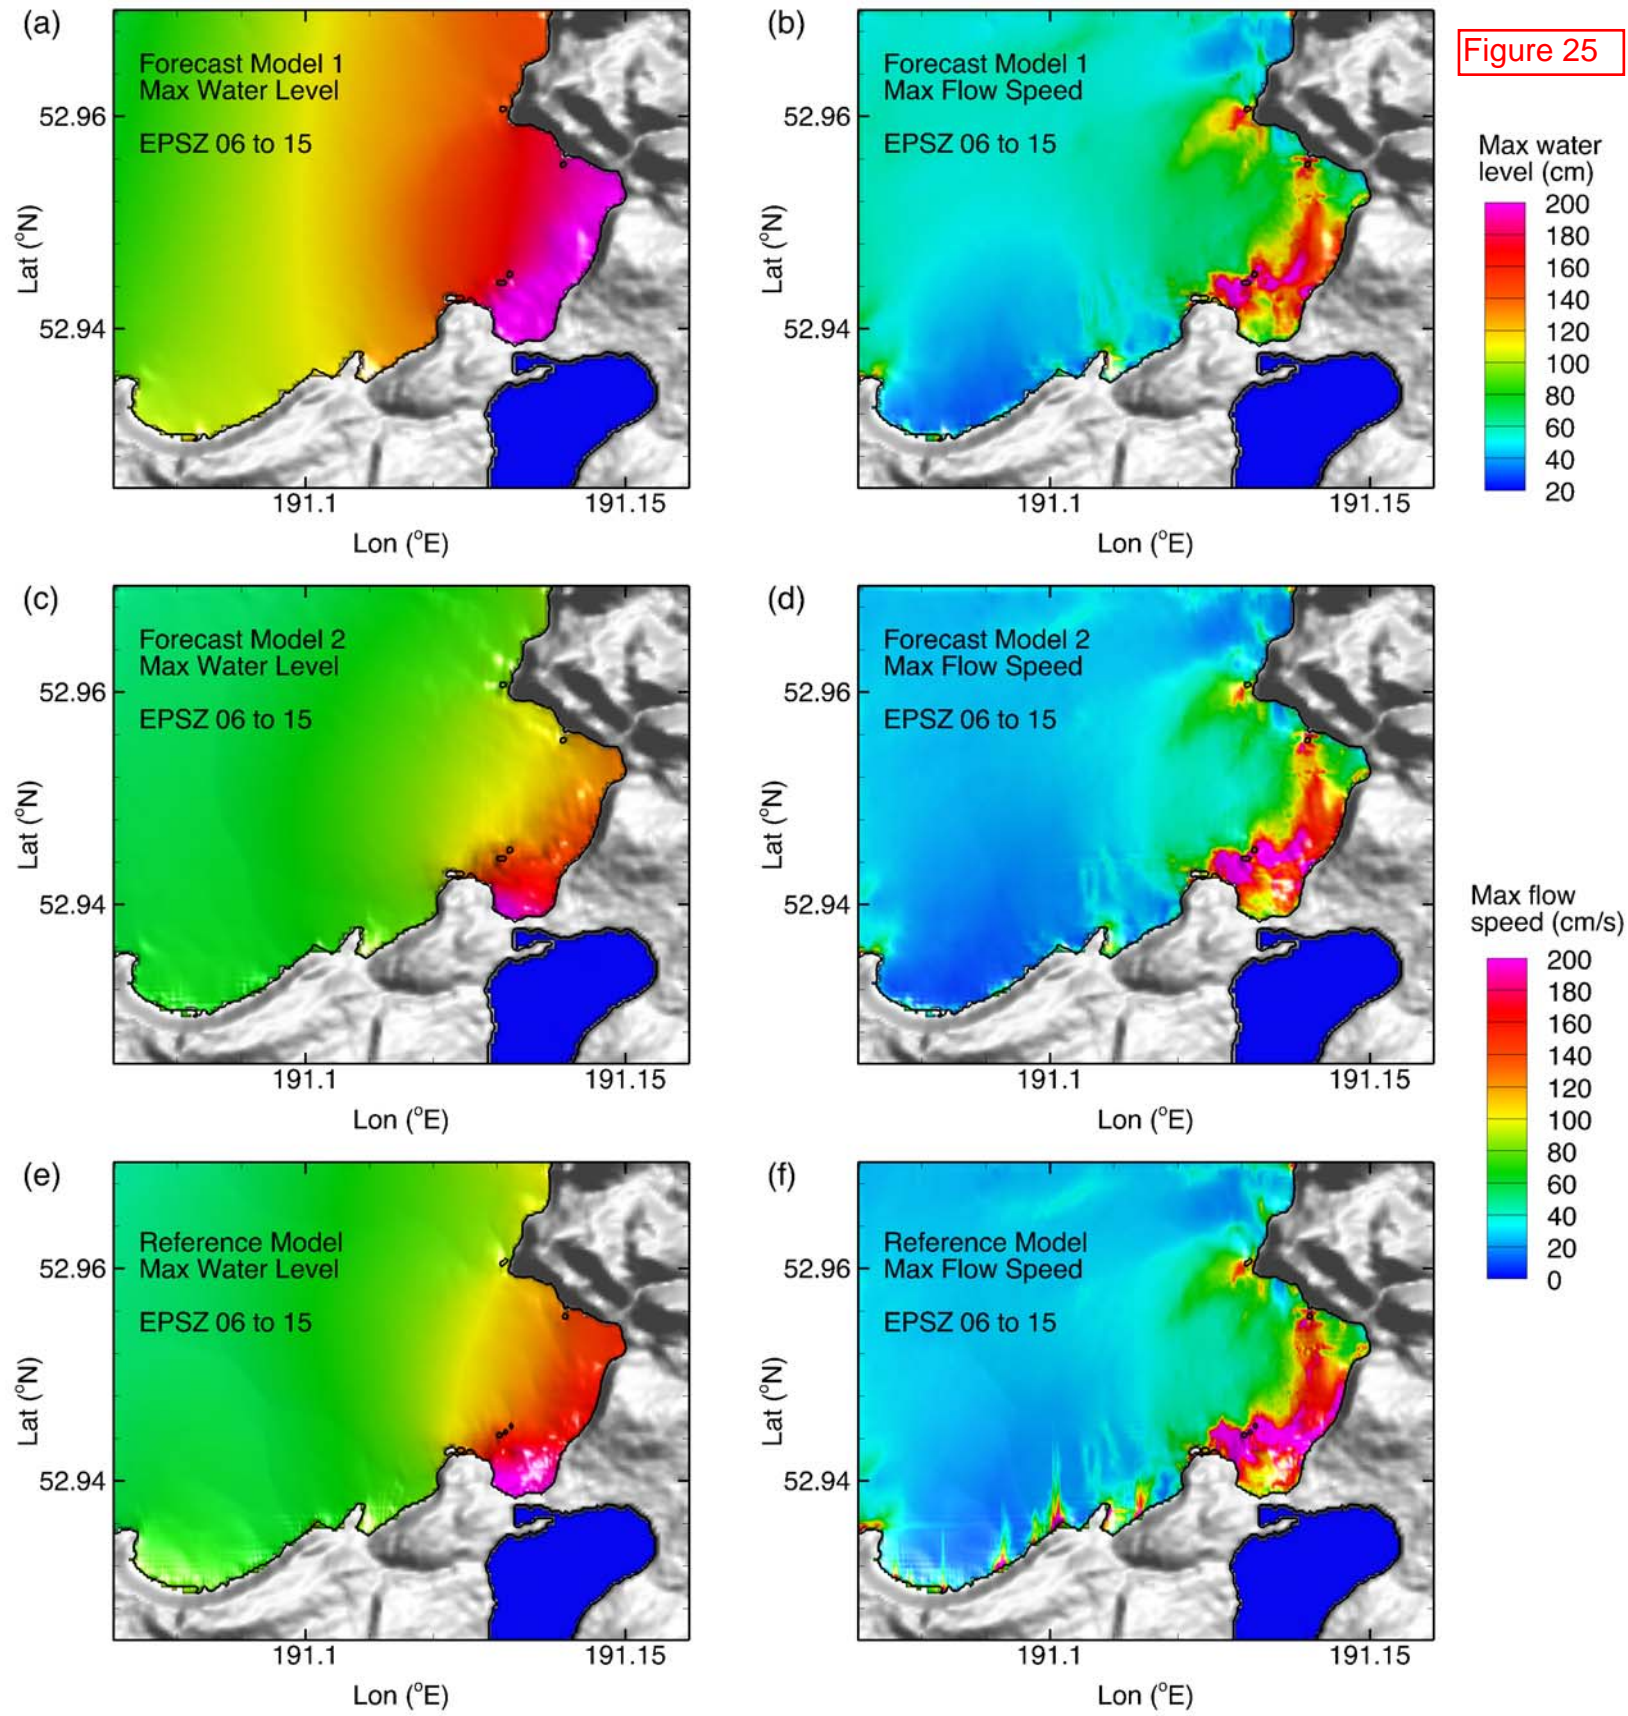 (a)
Forecast Model 1
Max Water Level
EPSZ 06 to 15
52.96
52.94
Lat (°N)
191.1
191.15
Lon (°E)
(b)
Forecast Model 1
Max Flow Speed
EPSZ 06 to 15
52.96
52.94
Lat (°N)
191.1
191.15
Lon (°E)
Figure 25
Max water
level (cm)
200
180
160
140
120
100
80
60
40
20
(c)
Forecast Model 2
Max Water Level
EPSZ 06 to 15
52.96
52.94
Lat (°N)
191.1
191.15
Lon (°E)
(d)
Forecast Model 2
Max Flow Speed
EPSZ 06 to 15
52.96
52.94
Lat (°N)
191.1
191.15
Lon (°E)
Max flow
speed (cm/s)
200
180
160
140
120
100
80
60
40
20
0
(e)
Reference Model
Max Water Level
EPSZ 06 to 15
52.96
52.94
Lat (°N)
191.1
191.15
Lon (°E)
(f)
Reference Model
Max Flow Speed
EPSZ 06 to 15
52.96
52.94
Lat (°N)
191.1
191.15
Lon (°E)